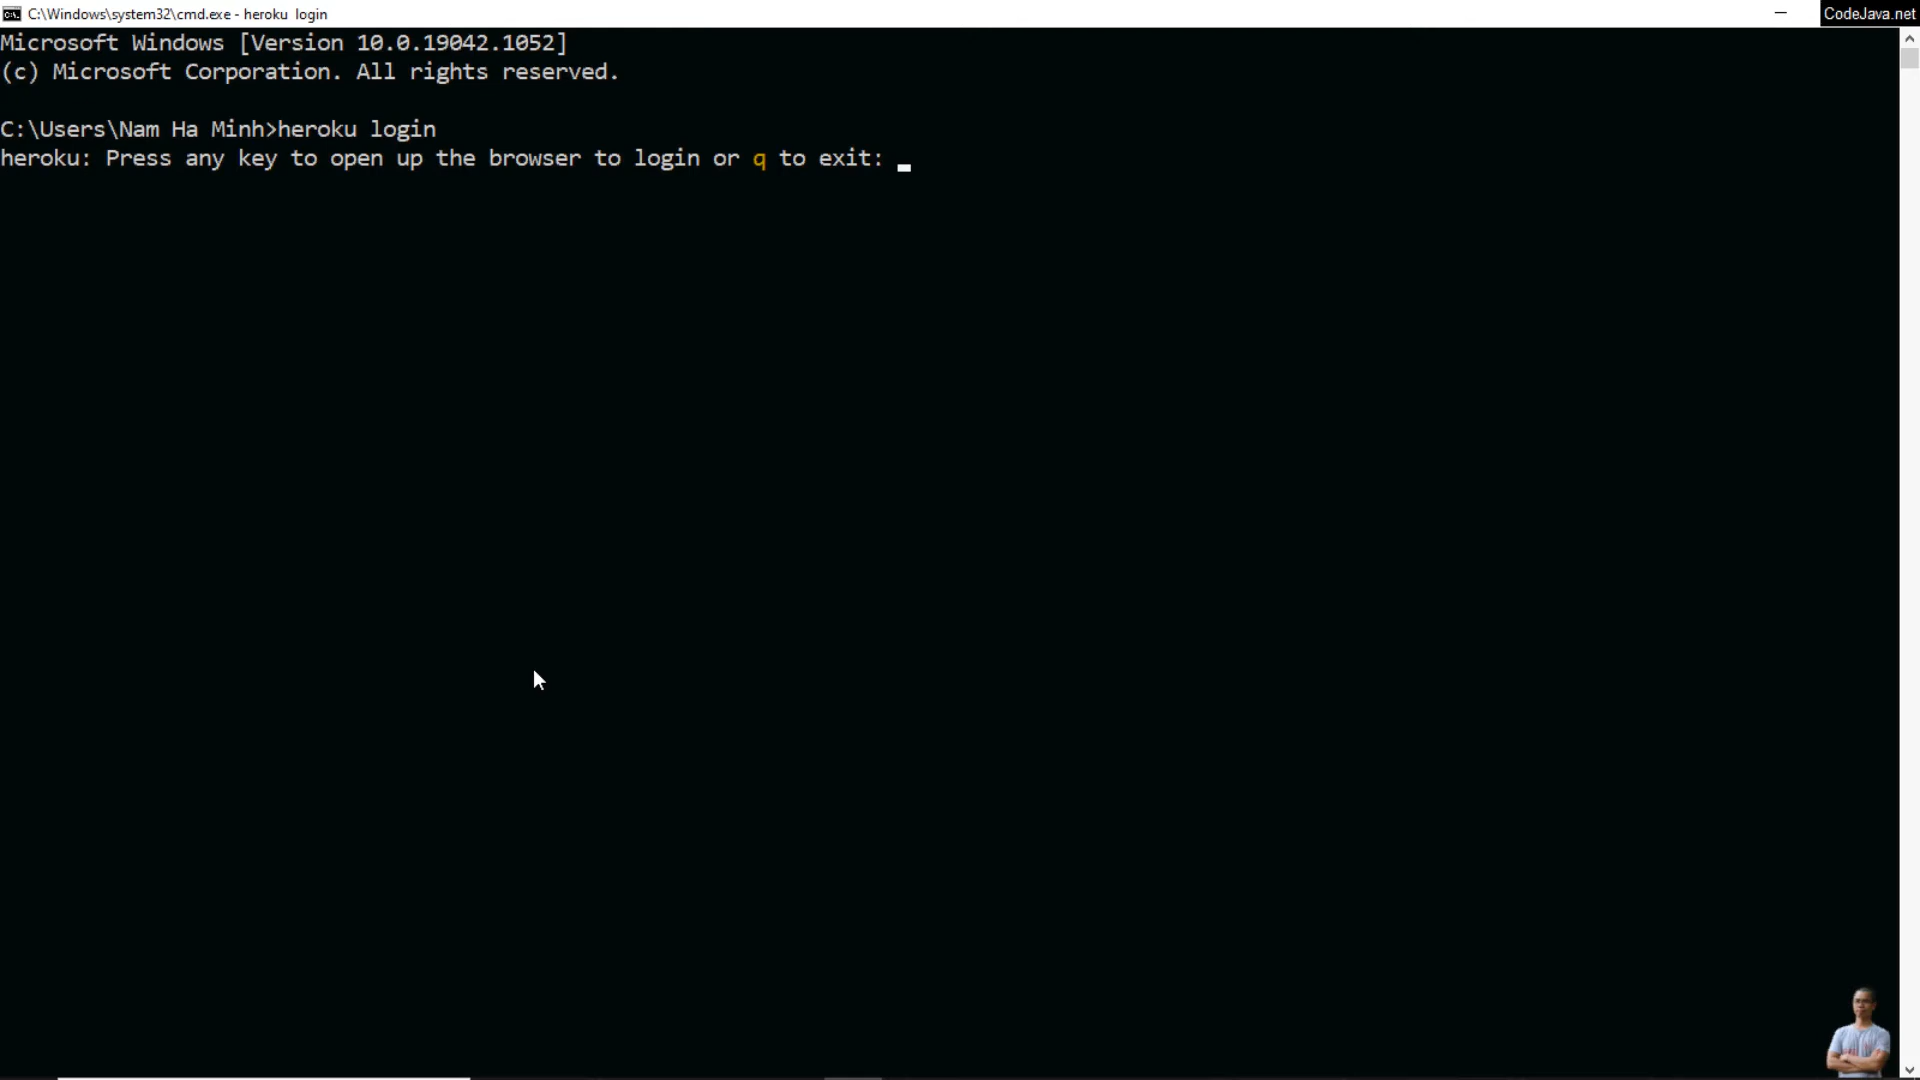 C:\Windows\system32\cmd.exe - heroku  login
CodeJava.net
Microsoft Windows [Version 10.0.19042.1052]
(c) Microsoft Corporation. All rights reserved.
C:\Users\Nam Ha Minh>heroku login
heroku: Press any key to open up the browser to login or q to exit: